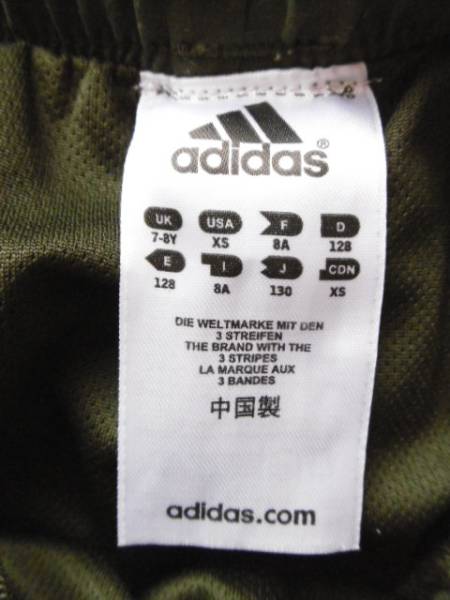 adidas®
UK USA F D
7-8Y XS 8A 128
E I J CDN
128 8A 130 XS
DIE WELTMARKE MIT DEN
3 STREIFEN
THE BRAND WITH THE
3 STRIPES
LA MARQUE AUX
3 BANDES
中国製
adidas.com